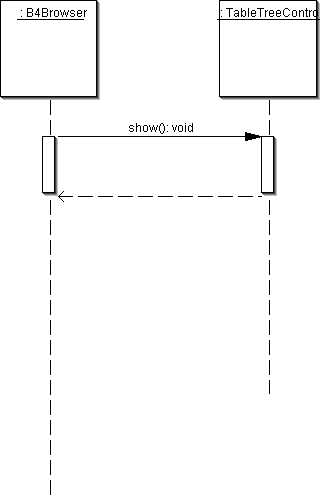 : B4Browser
: TableTreeContro
show(): void